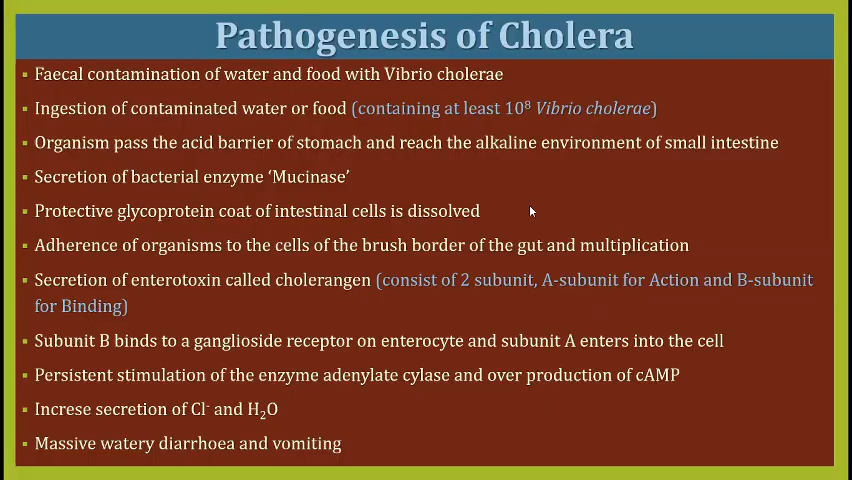 Pathogenesis of Cholera
▪ Faecal contamination of water and food with Vibrio cholerae
▪ Ingestion of contaminated water or food (containing at least 10⁸ Vibrio cholerae)
▪ Organism pass the acid barrier of stomach and reach the alkaline environment of small intestine
▪ Secretion of bacterial enzyme ‘Mucinase’
▪ Protective glycoprotein coat of intestinal cells is dissolved
▪ Adherence of organisms to the cells of the brush border of the gut and multiplication
▪ Secretion of enterotoxin called cholerangen (consist of 2 subunit, A-subunit for Action and B-subunit
for Binding)
▪ Subunit B binds to a ganglioside receptor on enterocyte and subunit A enters into the cell
▪ Persistent stimulation of the enzyme adenylate cylase and over production of cAMP
▪ Increse secretion of Cl⁻ and H₂O
▪ Massive watery diarrhoea and vomiting